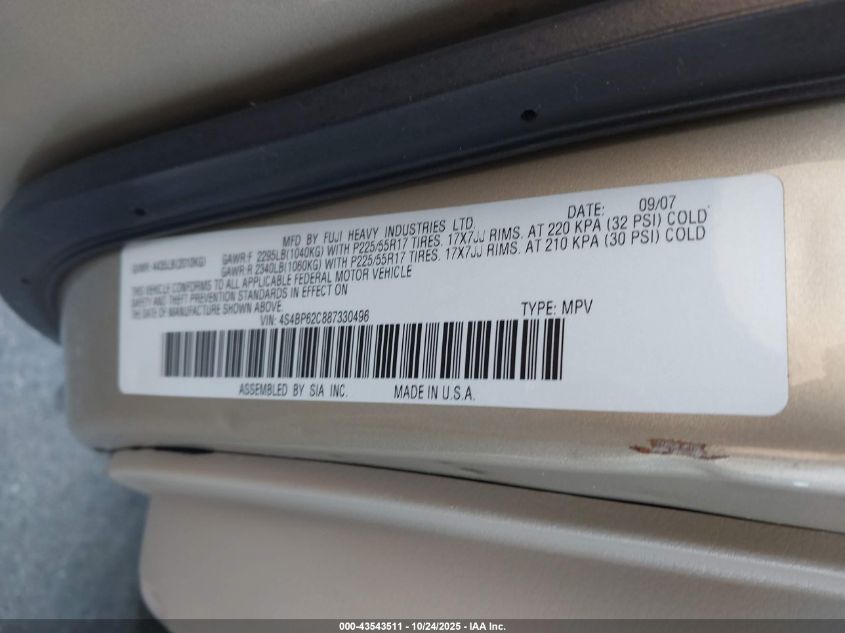 MFD BY FUJI HEAVY INDUSTRIES LTD. DATE: 09/07
GVWR: 4435LB(2010KG) GAWR:F 2295LB(1040KG) WITH P225/55R17 TIRES. 17X7JJ RIMS. AT 220 KPA (32 PSI) COLD
GAWR:R 2340LB(1060KG) WITH P225/55R17 TIRES. 17X7JJ RIMS. AT 210 KPA (30 PSI) COLD
THIS VEHICLE CONFORMS TO ALL APPLICABLE FEDERAL MOTOR VEHICLE
SAFETY AND THEFT PREVENTION STANDARDS IN EFFECT ON
THE DATE OF MANUFACTURE SHOWN ABOVE.
VIN: 4S4BP62C887330496 TYPE: MPV
ASSEMBLED BY SIA INC. MADE IN U.S.A.
000-43543511 - 10/24/2025 - IAA Inc.